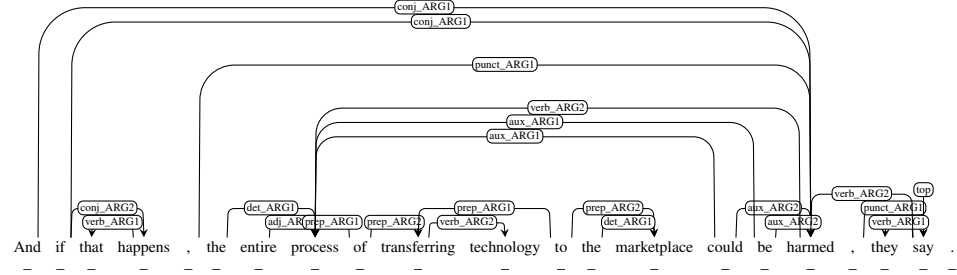 conj_ARG1
conj_ARG1
punct_ARG1
verb_ARG2
aux_ARG1
aux_ARG1
top
verb_ARG2
conj_ARG2 det_ARG1 prep_ARG1 prep_ARG2 aux_ARG2 punct_ARG1
verb_ARG1 prep_ARG1 prep_ARG2 verb_ARG2 det_ARG1 aux_ARG2 verb_ARG1
And if that happens , the entire process of transferring technology to the marketplace could be harmed , they say .